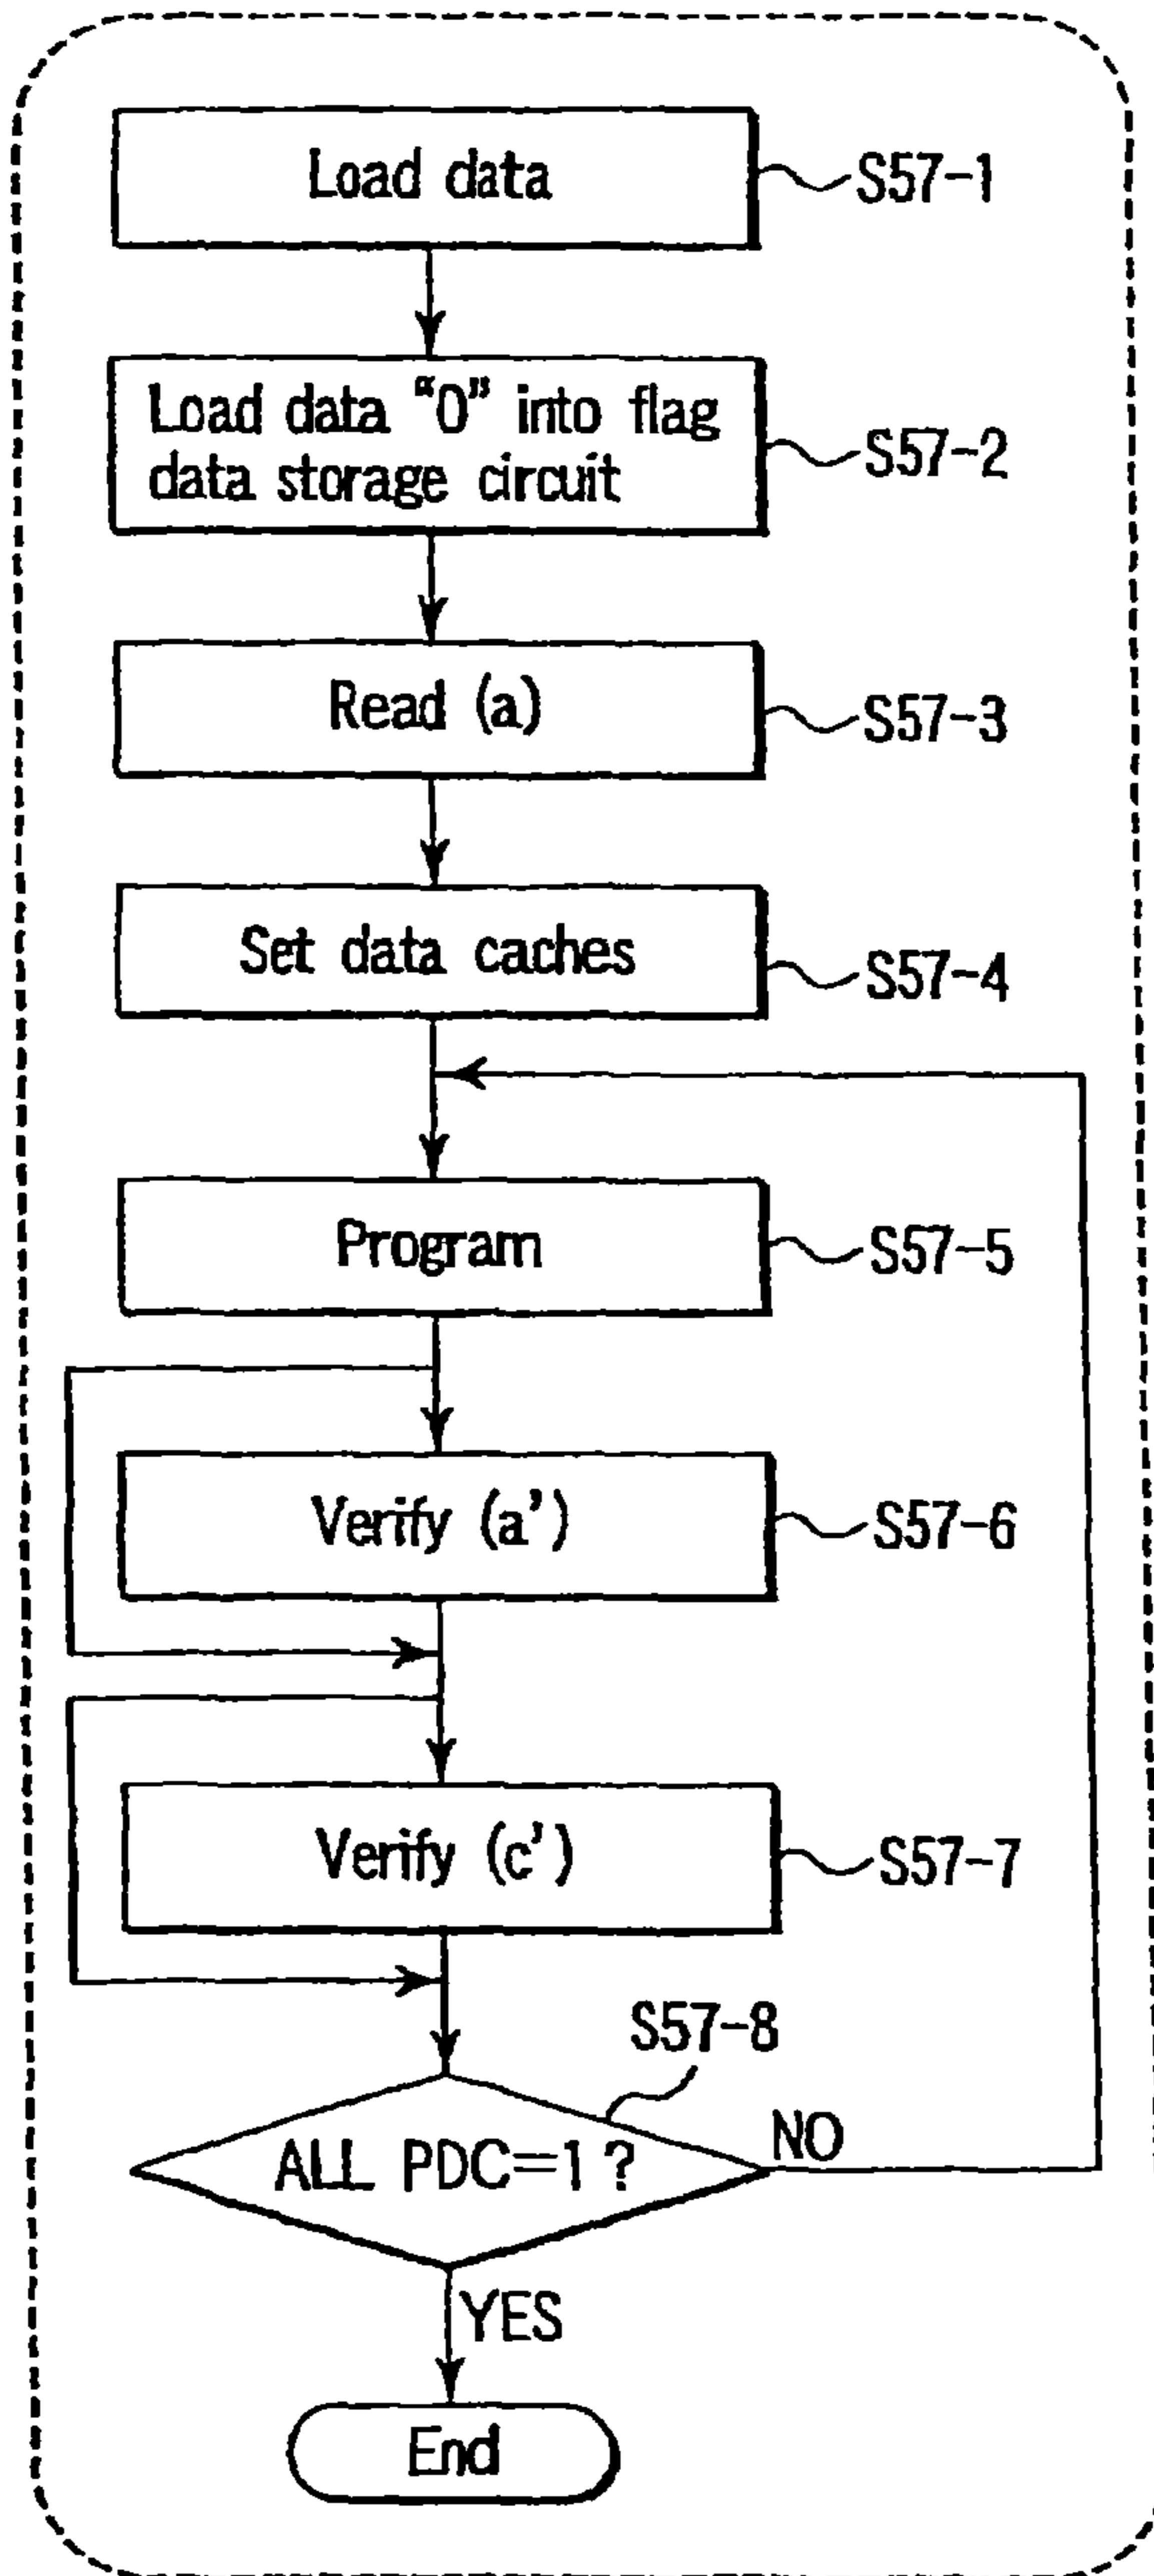 Load data
S57-1
Load data “0” into flag
data storage circuit
S57-2
Read (a)
S57-3
Set data caches
S57-4
Program
S57-5
Verify (a’)
S57-6
Verify (c’)
S57-7
S57-8
ALL PDC=1 ?
NO
YES
End